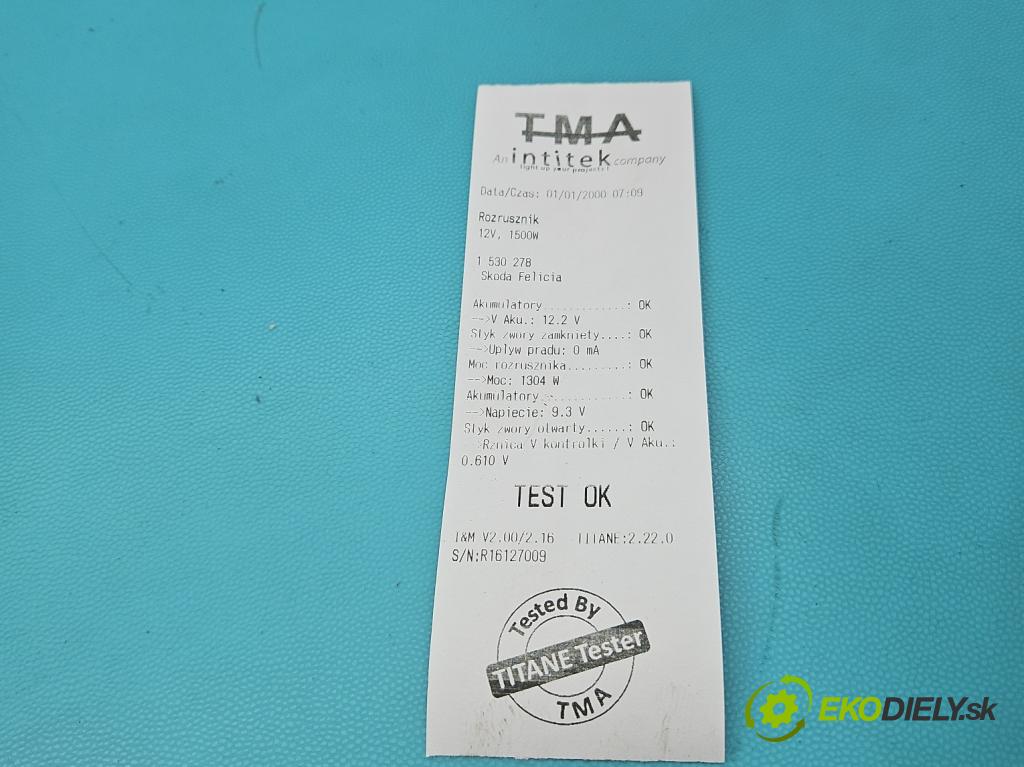 TMA
An intitek company
light up your projects!
Data/Czas: 01/01/2000 07:09
Rozrusznik
12V, 1500W
1 530 278
Skoda Felicia
Akumulatory.............: OK
-->V Aku.: 12.2 V
Styk zwory zamkniety....: OK
-->Uplyw pradu: 0 mA
Moc rozrusznika.........: OK
-->Moc: 1304 W
Akumulatory.............: OK
-->Napiecie: 9.3 V
Styk zwory otwarty......: OK
-->Rznica V kontrolki / V Aku.:
0.610 V
TEST OK
I&M V2.00/2.16 TITANE:2.22.0
S/N:R16127009
Tested By
TITANE Tester
TMA
EKODIELY.sk